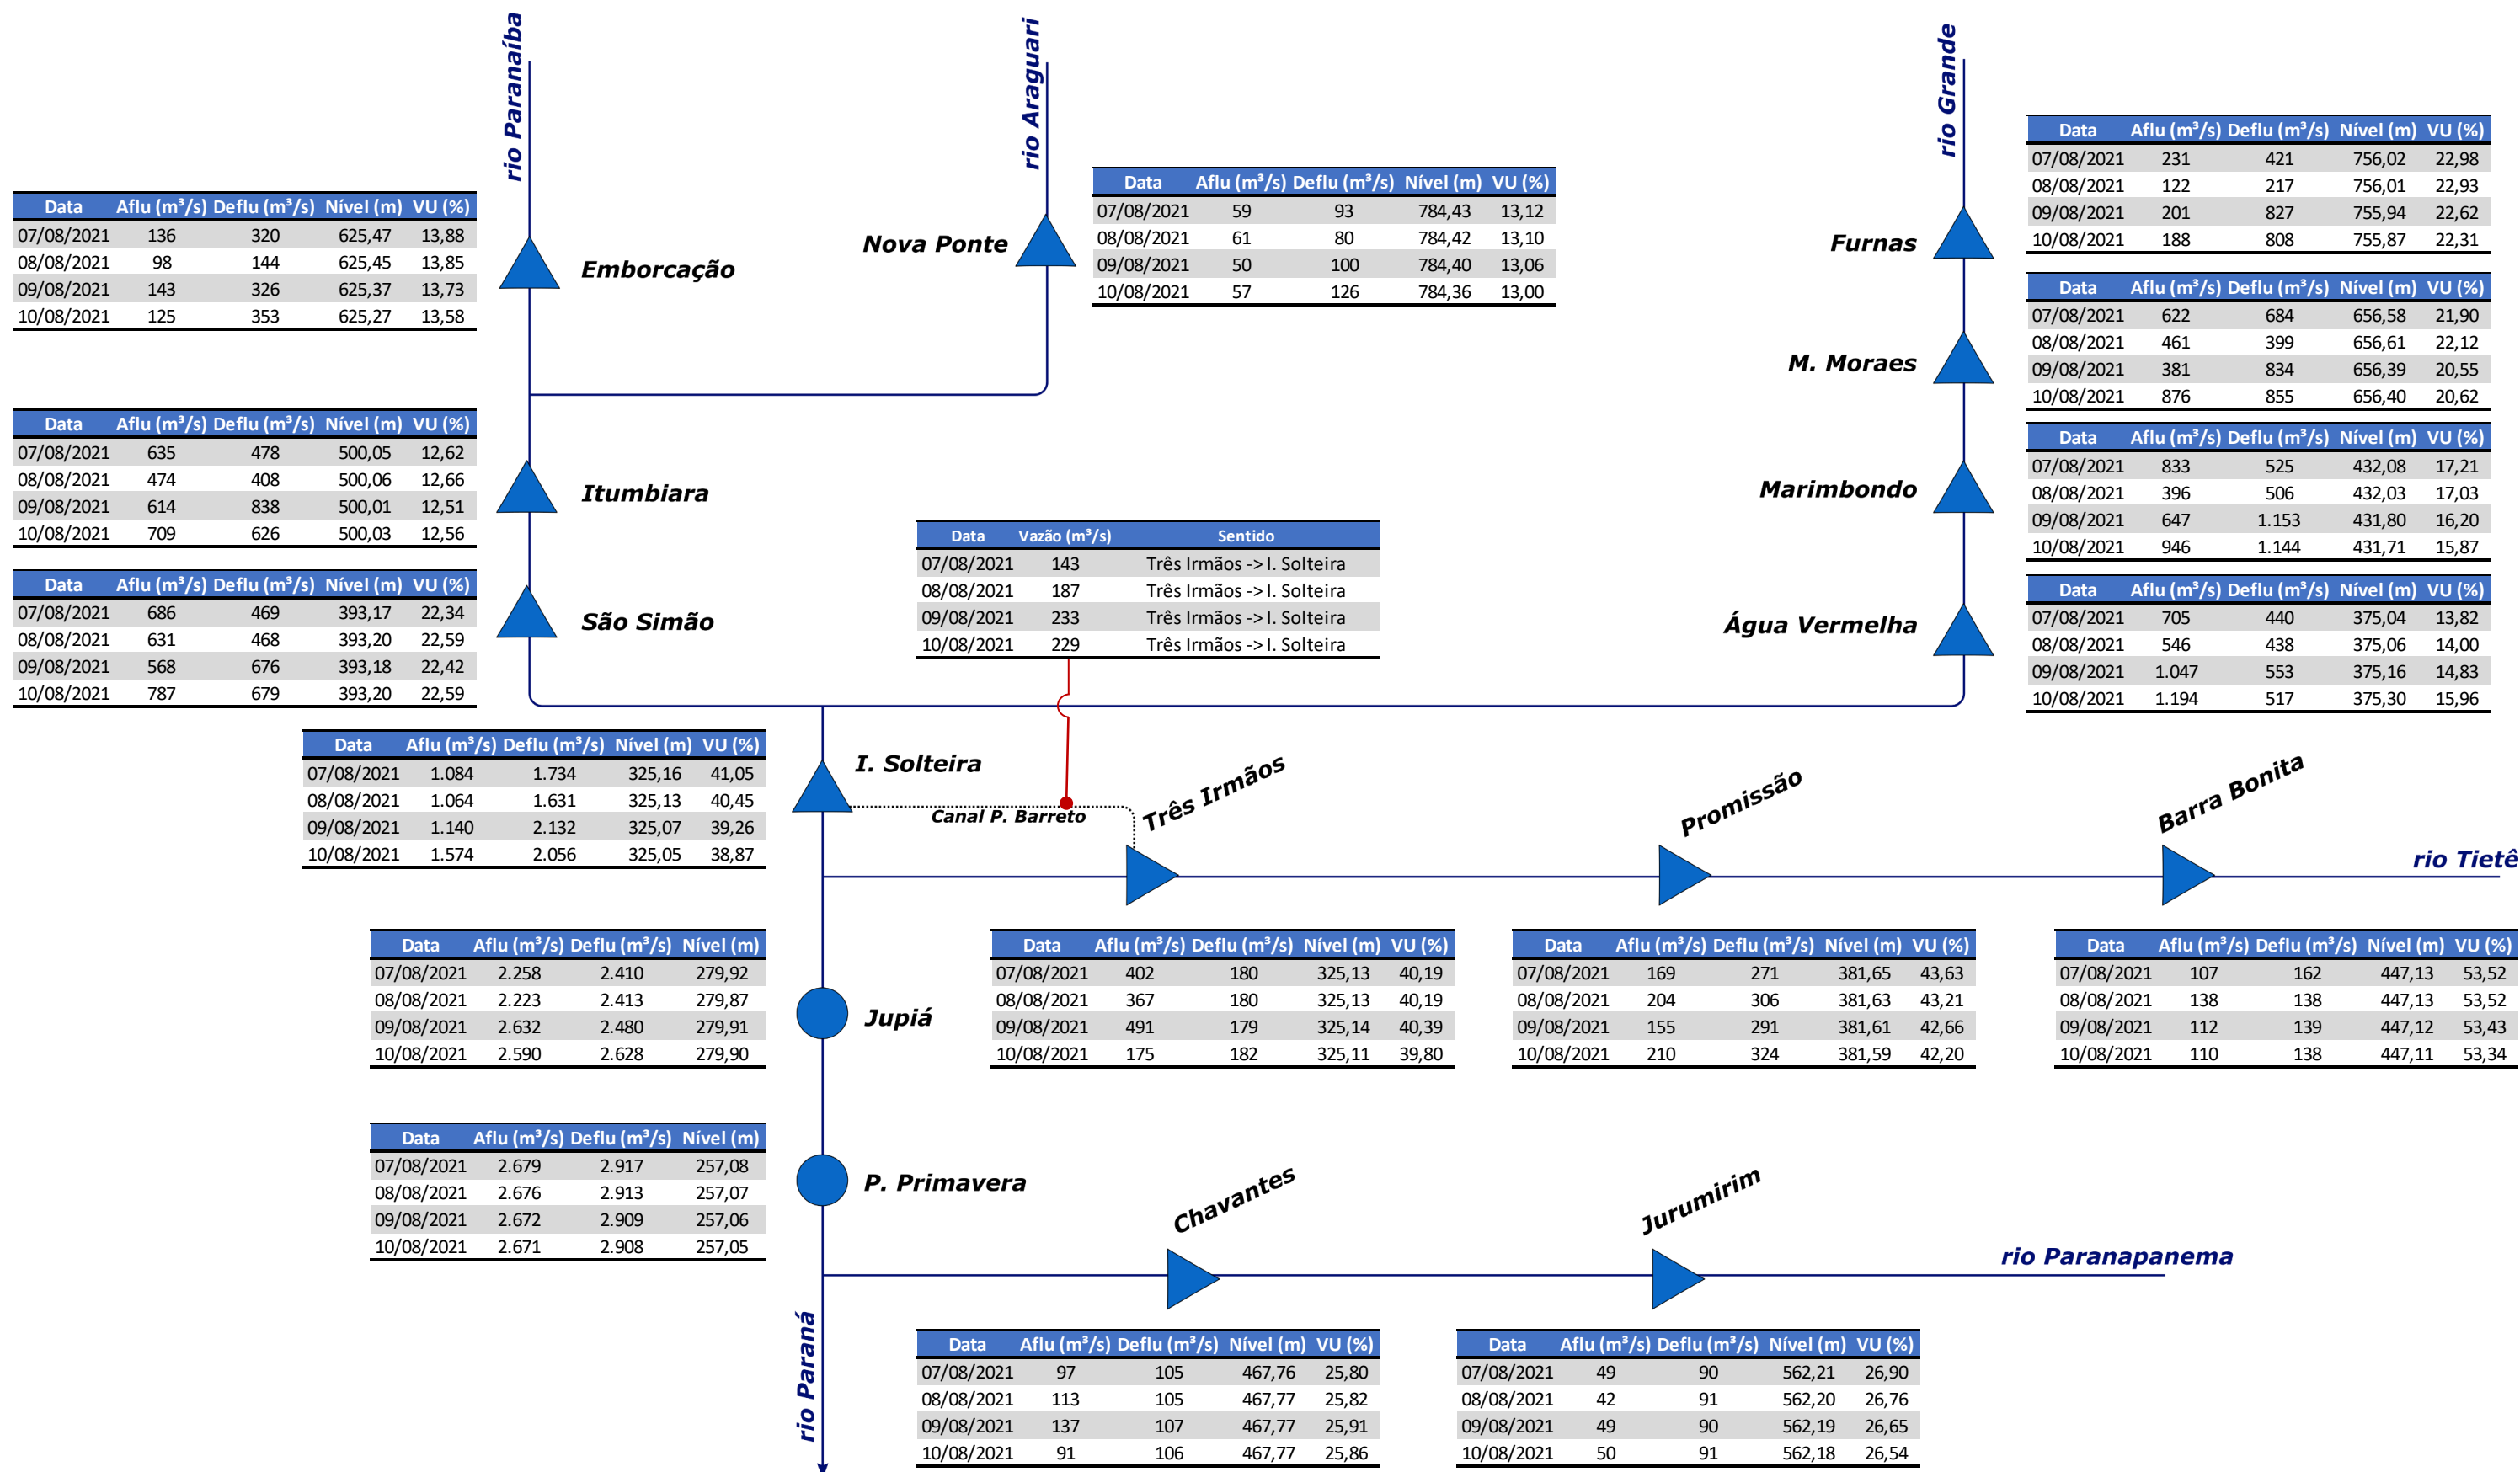 rio Paranaíba
rio Araguari
rio Grande
Data Aflu (m³/s) Deflu (m³/s) Nível (m) VU (%)
07/08/2021 231 421 756,02 22,98
08/08/2021 122 217 756,01 22,93
09/08/2021 201 827 755,94 22,62
10/08/2021 188 808 755,87 22,31
Furnas
Data Aflu (m³/s) Deflu (m³/s) Nível (m) VU (%)
07/08/2021 59 93 784,43 13,12
08/08/2021 61 80 784,42 13,10
09/08/2021 50 100 784,40 13,06
10/08/2021 57 126 784,36 13,00
Nova Ponte
Data Aflu (m³/s) Deflu (m³/s) Nível (m) VU (%)
07/08/2021 136 320 625,47 13,88
08/08/2021 98 144 625,45 13,85
09/08/2021 143 326 625,37 13,73
10/08/2021 125 353 625,27 13,58
Emborcação
Data Aflu (m³/s) Deflu (m³/s) Nível (m) VU (%)
07/08/2021 622 684 656,58 21,90
08/08/2021 461 399 656,61 22,12
09/08/2021 381 834 656,39 20,55
10/08/2021 876 855 656,40 20,62
M. Moraes
Data Aflu (m³/s) Deflu (m³/s) Nível (m) VU (%)
07/08/2021 635 478 500,05 12,62
08/08/2021 474 408 500,06 12,66
09/08/2021 614 838 500,01 12,51
10/08/2021 709 626 500,03 12,56
Itumbiara
Data Aflu (m³/s) Deflu (m³/s) Nível (m) VU (%)
07/08/2021 833 525 432,08 17,21
08/08/2021 396 506 432,03 17,03
09/08/2021 647 1.153 431,80 16,20
10/08/2021 946 1.144 431,71 15,87
Marimbondo
Data Vazão (m³/s) Sentido
07/08/2021 143 Três Irmãos -> I. Solteira
08/08/2021 187 Três Irmãos -> I. Solteira
09/08/2021 233 Três Irmãos -> I. Solteira
10/08/2021 229 Três Irmãos -> I. Solteira
Data Aflu (m³/s) Deflu (m³/s) Nível (m) VU (%)
07/08/2021 686 469 393,17 22,34
08/08/2021 631 468 393,20 22,59
09/08/2021 568 676 393,18 22,42
10/08/2021 787 679 393,20 22,59
São Simão
Data Aflu (m³/s) Deflu (m³/s) Nível (m) VU (%)
07/08/2021 705 440 375,04 13,82
08/08/2021 546 438 375,06 14,00
09/08/2021 1.047 553 375,16 14,83
10/08/2021 1.194 517 375,30 15,96
Água Vermelha
Data Aflu (m³/s) Deflu (m³/s) Nível (m) VU (%)
07/08/2021 1.084 1.734 325,16 41,05
08/08/2021 1.064 1.631 325,13 40,45
09/08/2021 1.140 2.132 325,07 39,26
10/08/2021 1.574 2.056 325,05 38,87
I. Solteira
Canal P. Barreto
Três Irmãos
Promissão
Barra Bonita
rio Tietê
Data Aflu (m³/s) Deflu (m³/s) Nível (m)
07/08/2021 2.258 2.410 279,92
08/08/2021 2.223 2.413 279,87
09/08/2021 2.632 2.480 279,91
10/08/2021 2.590 2.628 279,90
Jupiá
Data Aflu (m³/s) Deflu (m³/s) Nível (m) VU (%)
07/08/2021 402 180 325,13 40,19
08/08/2021 367 180 325,13 40,19
09/08/2021 491 179 325,14 40,39
10/08/2021 175 182 325,11 39,80
Data Aflu (m³/s) Deflu (m³/s) Nível (m) VU (%)
07/08/2021 169 271 381,65 43,63
08/08/2021 204 306 381,63 43,21
09/08/2021 155 291 381,61 42,66
10/08/2021 210 324 381,59 42,20
Data Aflu (m³/s) Deflu (m³/s) Nível (m) VU (%)
07/08/2021 107 162 447,13 53,52
08/08/2021 138 138 447,13 53,52
09/08/2021 112 139 447,12 53,43
10/08/2021 110 138 447,11 53,34
Data Aflu (m³/s) Deflu (m³/s) Nível (m)
07/08/2021 2.679 2.917 257,08
08/08/2021 2.676 2.913 257,07
09/08/2021 2.672 2.909 257,06
10/08/2021 2.671 2.908 257,05
P. Primavera
Chavantes
Jurumirim
rio Paranapanema
rio Paraná
Data Aflu (m³/s) Deflu (m³/s) Nível (m) VU (%)
07/08/2021 97 105 467,76 25,80
08/08/2021 113 105 467,77 25,82
09/08/2021 137 107 467,77 25,91
10/08/2021 91 106 467,77 25,86
Data Aflu (m³/s) Deflu (m³/s) Nível (m) VU (%)
07/08/2021 49 90 562,21 26,90
08/08/2021 42 91 562,20 26,76
09/08/2021 49 90 562,19 26,65
10/08/2021 50 91 562,18 26,54